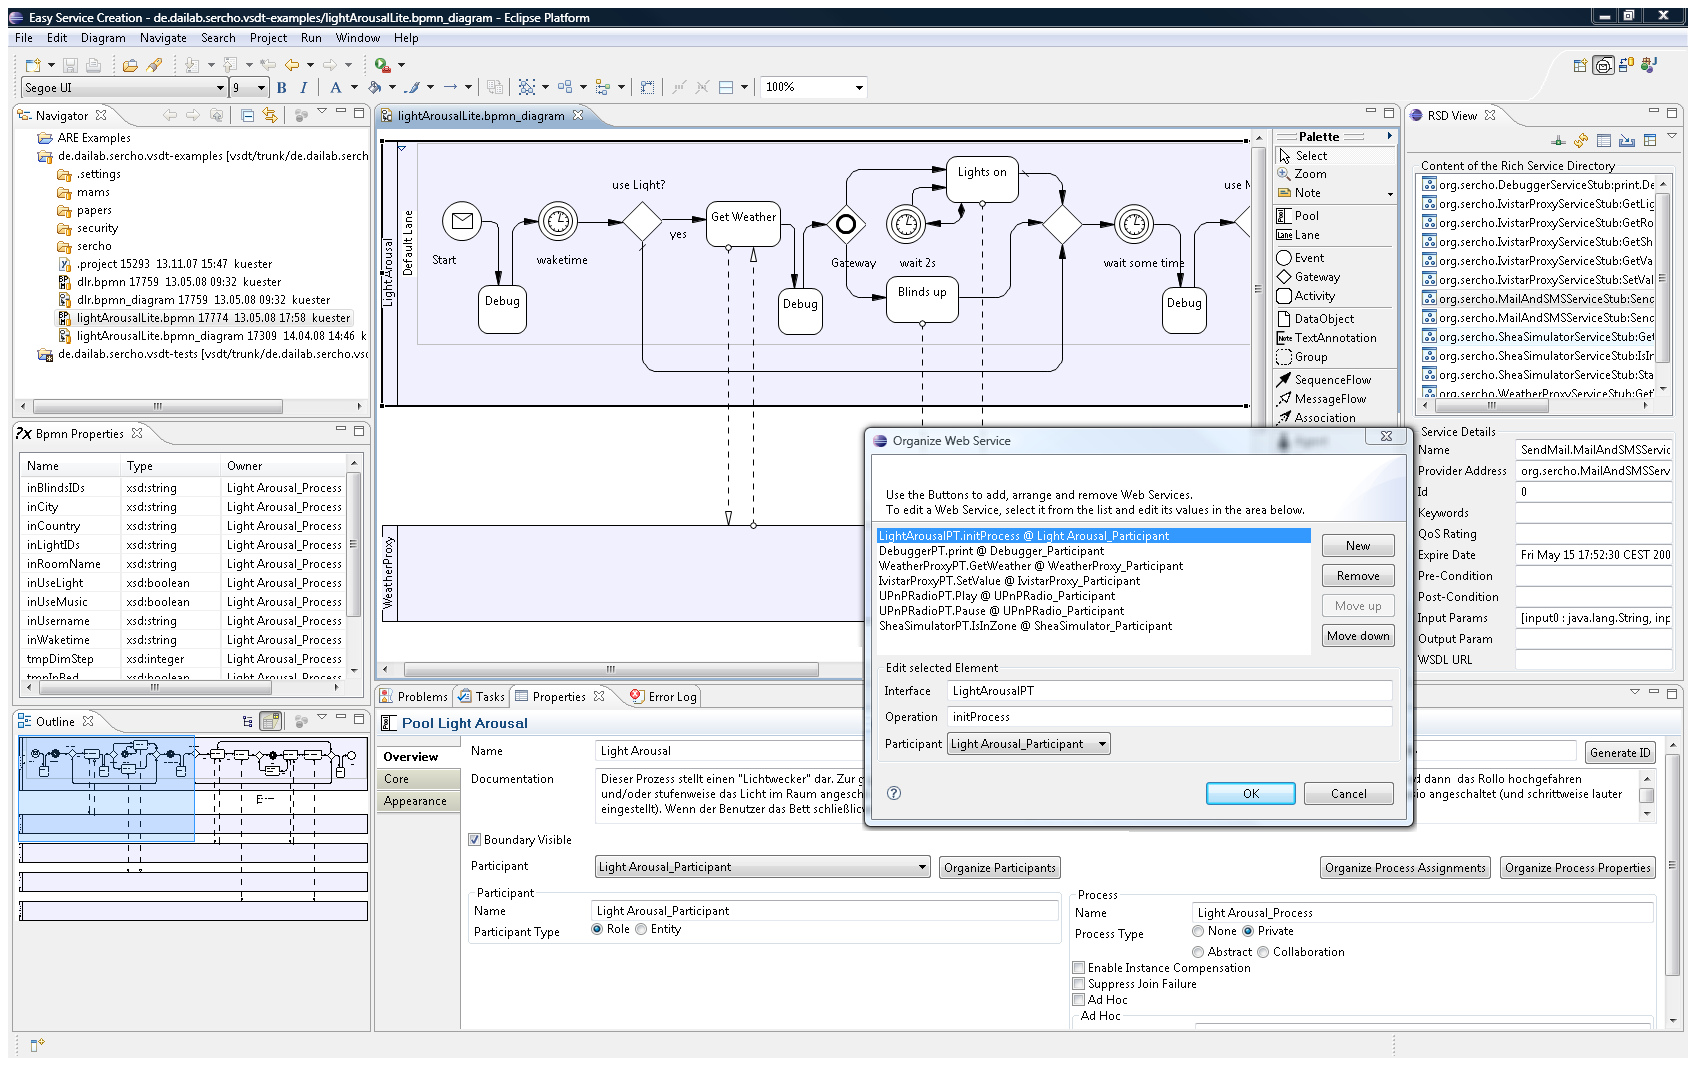 Easy Service Creation - de.dailab.sercho.vsdt-examples/lightArousalLite.bpmn_diagram - Eclipse Platform
File Edit Diagram Navigate Search Project Run Window Help
Segoe UI 9 B I A 100%
Navigator
ARE Examples
de.dailab.sercho.vsdt-examples [vsdt/trunk/de.dailab.serch
.settings
mams
papers
security
sercho
.project 15293 13.11.07 15:47 kuester
dlr.bpmn 17759 13.05.08 09:32 kuester
dlr.bpmn_diagram 17759 13.05.08 09:32 kuester
lightArousalLite.bpmn 17774 13.05.08 17:58 kuester
lightArousalLite.bpmn_diagram 17309 14.04.08 14:46 k
de.dailab.sercho.vsdt-tests [vsdt/trunk/de.dailab.sercho.vs
Bpmn Properties
Name Type Owner
inBlindsIDs xsd:string Light Arousal_Process
inCity xsd:string Light Arousal_Process
inCountry xsd:string Light Arousal_Process
inLightIDs xsd:string Light Arousal_Process
inRoomName xsd:string Light Arousal_Process
inUseLight xsd:boolean Light Arousal_Process
inUseMusic xsd:boolean Light Arousal_Process
inUsername xsd:string Light Arousal_Process
inWaketime xsd:string Light Arousal_Process
tmpDimStep xsd:integer Light Arousal_Process
tmpInBed xsd:boolean Light Arousal_Process
Outline
lightArousalLite.bpmn_diagram
Light Arousal
Default Lane
Start
Debug
waketime
use Light?
yes
Get Weather
Debug
Gateway
wait 2s
Lights on
Blinds up
wait some time
Debug
use M
WeatherProxy
Palette
Select
Zoom
Note
Pool
Lane
Event
Gateway
Activity
DataObject
TextAnnotation
Group
SequenceFlow
MessageFlow
Association
RSD View
Content of the Rich Service Directory
org.sercho.DebuggerServiceStub:print.De
org.sercho.IvistarProxyServiceStub:GetLig
org.sercho.IvistarProxyServiceStub:GetRo
org.sercho.IvistarProxyServiceStub:GetSh
org.sercho.IvistarProxyServiceStub:GetVa
org.sercho.IvistarProxyServiceStub:SetVal
org.sercho.MailAndSMSServiceStub:Senc
org.sercho.MailAndSMSServiceStub:Senc
org.sercho.SheaSimulatorServiceStub:Get
org.sercho.SheaSimulatorServiceStub:IsIn
org.sercho.SheaSimulatorServiceStub:Sta
org.sercho.WeatherProxyServiceStub:Get
Service Details
Name SendMail.MailAndSMSServic
Provider Address org.sercho.MailAndSMSServ
Id 0
Keywords
QoS Rating
Expire Date Fri May 15 17:52:30 CEST 200
Pre-Condition
Post-Condition
Input Params [input0 : java.lang.String, inp
Output Param
WSDL URL
Organize Web Service
Use the Buttons to add, arrange and remove Web Services.
To edit a Web Service, select it from the list and edit its values in the area below.
LightArousalPT.initProcess @ Light Arousal_Participant
DebuggerPT.print @ Debugger_Participant
WeatherProxyPT.GetWeather @ WeatherProxy_Participant
IvistarProxyPT.SetValue @ IvistarProxy_Participant
UPnPRadioPT.Play @ UPnPRadio_Participant
UPnPRadioPT.Pause @ UPnPRadio_Participant
SheaSimulatorPT.IsInZone @ SheaSimulator_Participant
New
Remove
Move up
Move down
Edit selected Element
Interface LightArousalPT
Operation initProcess
Participant Light Arousal_Participant
OK Cancel
Problems Tasks Properties Error Log
Pool Light Arousal
Overview
Core
Appearance
Name Light Arousal Generate ID
Documentation Dieser Prozess stellt einen "Lichtwecker" dar. Zur g d dann das Rollo hochgefahren
und/oder stufenweise das Licht im Raum angesch io angeschaltet (und schrittweise lauter
eingestellt). Wenn der Benutzer das Bett schließlic
Boundary Visible
Participant Light Arousal_Participant Organize Participants Organize Process Assignments Organize Process Properties
Participant
Name Light Arousal_Participant
Participant Type Role Entity
Process
Name Light Arousal_Process
Process Type None Private
Abstract Collaboration
Enable Instance Compensation
Suppress Join Failure
Ad Hoc
Ad Hoc